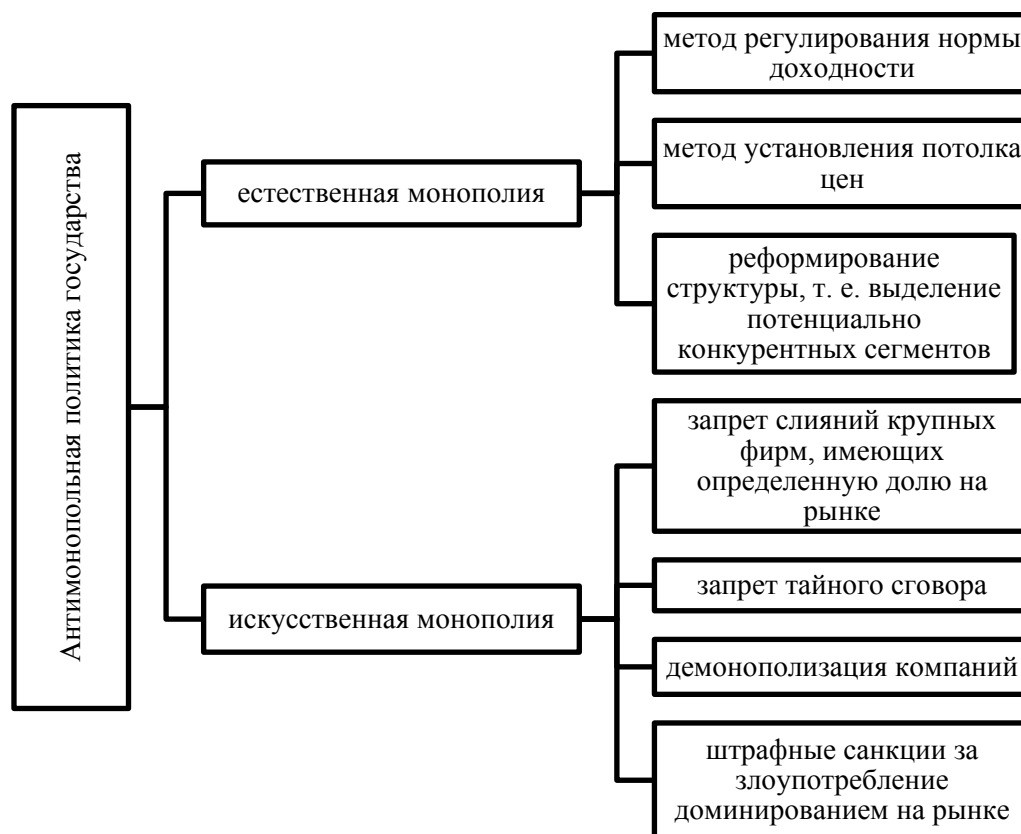 Антимонопольная политика государства
естественная монополия
метод регулирования нормы
доходности
метод установления потолка
цен
реформирование
структуры, т. е. выделение
потенциально
конкурентных сегментов
искусственная монополия
запрет слияний крупных
фирм, имеющих
определенную долю на
рынке
запрет тайного сговора
демонополизация компаний
штрафные санкции за
злоупотребление
доминированием на рынке